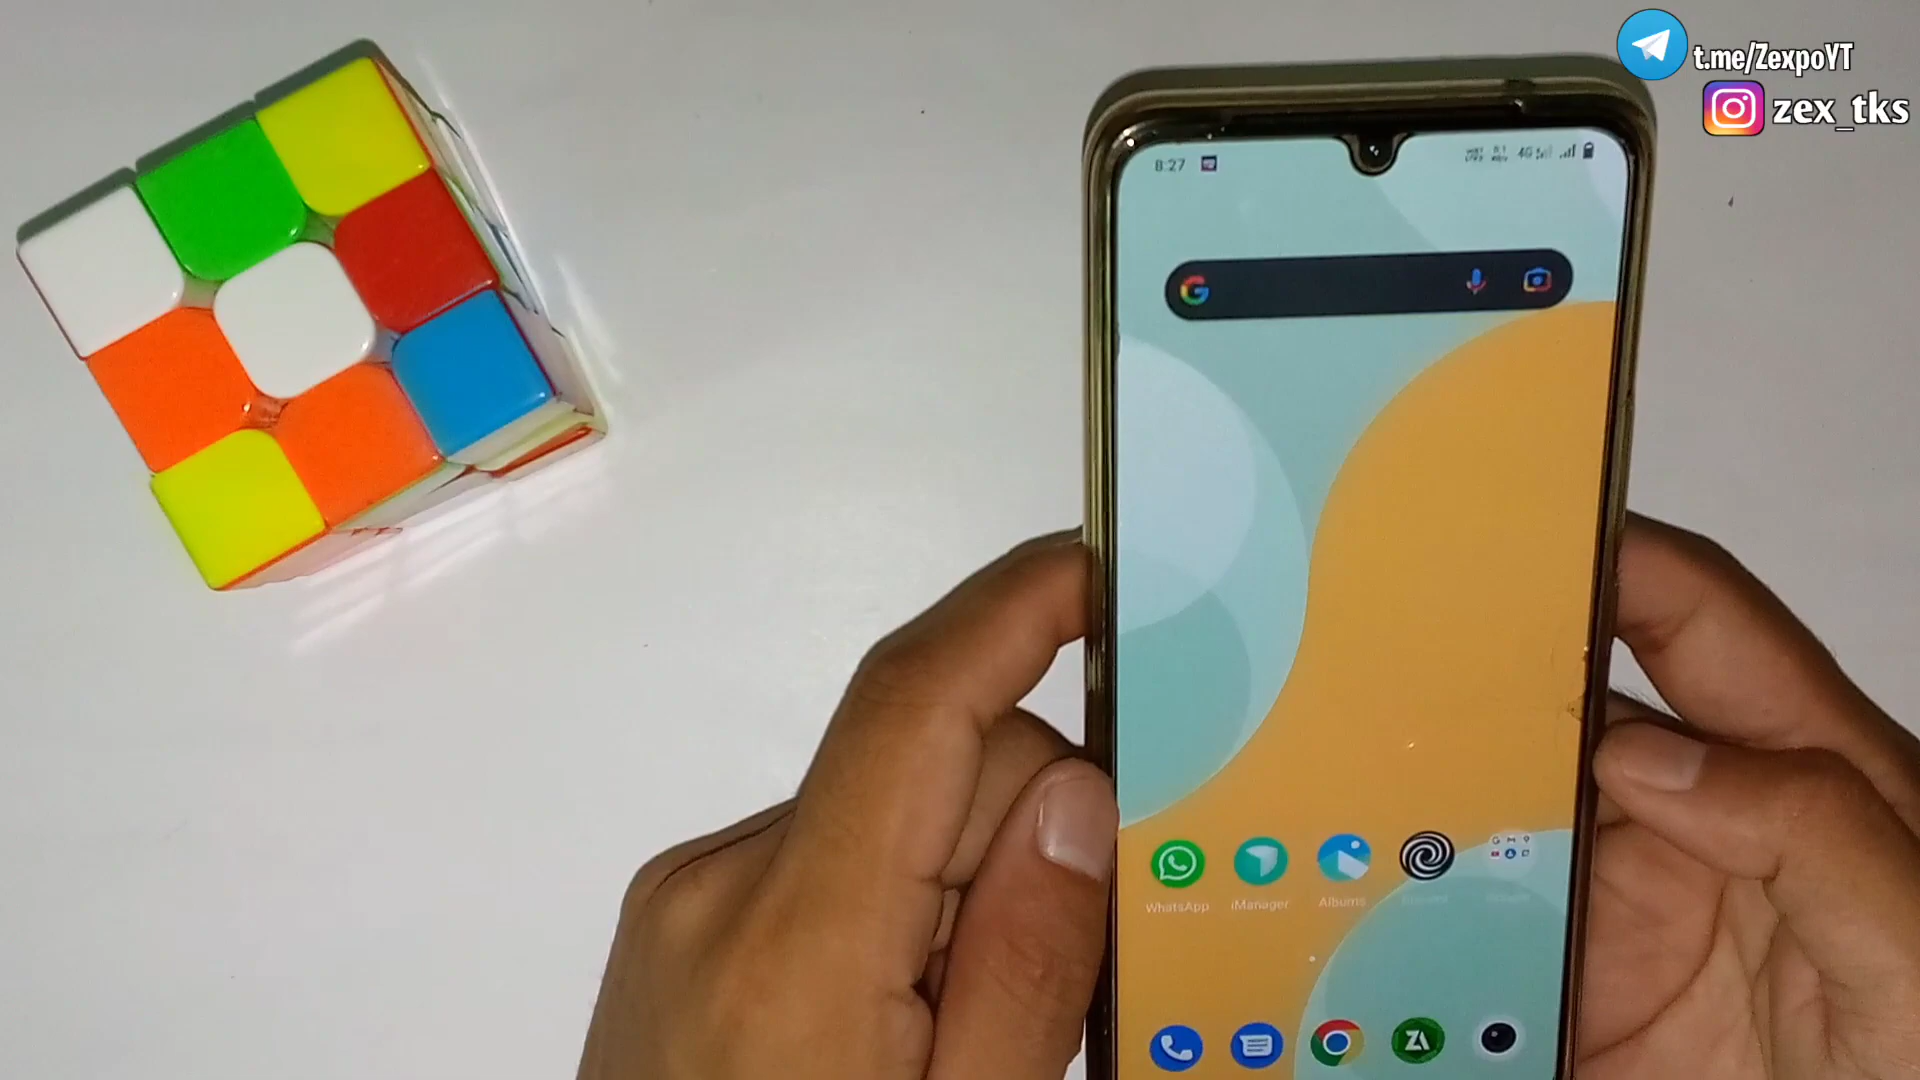 t.me/ZexpoYT
zex_tks
8:27
4G
WhatsApp
iManager
Albums